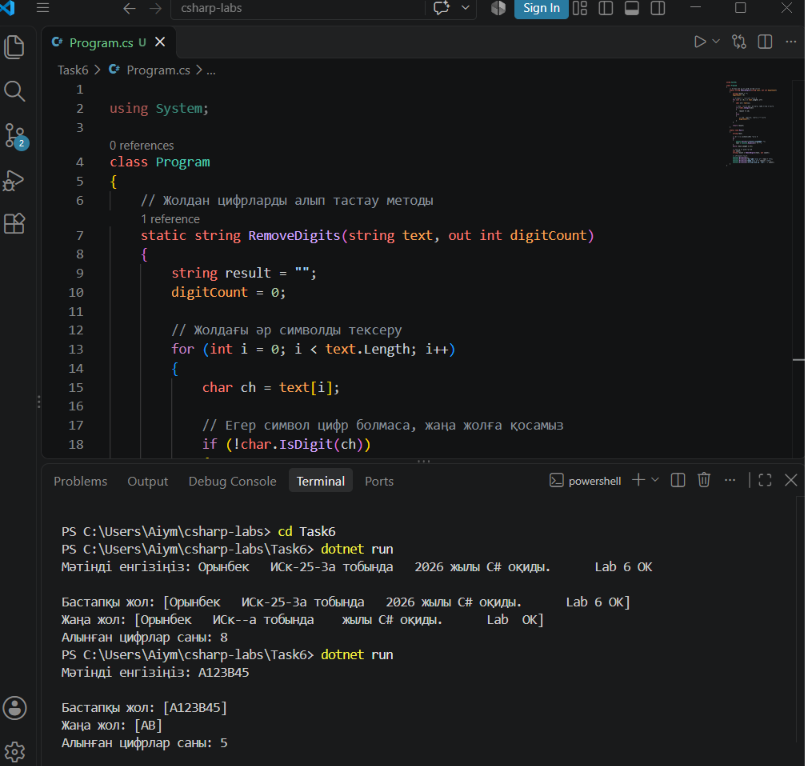 csharp-labs
Sign In
Program.cs U
Task6 > Program.cs > ...
1
2 using System;
3
0 references
4 class Program
5 {
6 // Жолдан цифрларды алып тастау методы
1 reference
7 static string RemoveDigits(string text, out int digitCount)
8 {
9 string result = "";
10 digitCount = 0;
11
12 // Жолдағы әр символды тексеру
13 for (int i = 0; i < text.Length; i++)
14 {
15 char ch = text[i];
16
17 // Егер символ цифр болмаса, жаңа жолға қосамыз
18 if (!char.IsDigit(ch))
2
Problems Output Debug Console Terminal Ports powershell
PS C:\Users\Aiym\csharp-labs> cd Task6
PS C:\Users\Aiym\csharp-labs\Task6> dotnet run
Мәтінді енгізіңіз: Орынбек   ИСк-25-3а тобында   2026 жылы C# оқиды.      Lab 6 OK
Бастапқы жол: [Орынбек   ИСк-25-3а тобында   2026 жылы C# оқиды.      Lab 6 OK]
Жаңа жол: [Орынбек   ИСк--а тобында    жылы C# оқиды.      Lab  OK]
Алынған цифрлар саны: 8
PS C:\Users\Aiym\csharp-labs\Task6> dotnet run
Мәтінді енгізіңіз: A123B45
Бастапқы жол: [A123B45]
Жаңа жол: [AB]
Алынған цифрлар саны: 5